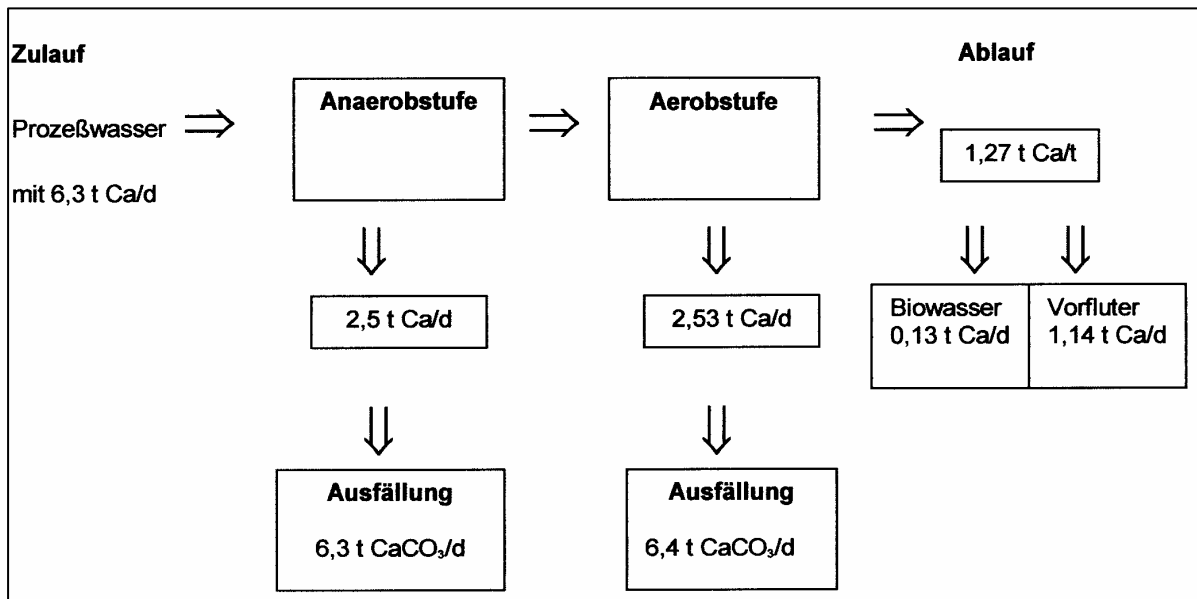 Zulauf
Prozeßwasser
mit 6,3 t Ca/d
Anaerobstufe
2,5 t Ca/d
Ausfällung
6,3 t CaCO₃/d
Aerobstufe
2,53 t Ca/d
Ausfällung
6,4 t CaCO₃/d
Ablauf
1,27 t Ca/t
Biowasser
0,13 t Ca/d
Vorfluter
1,14 t Ca/d